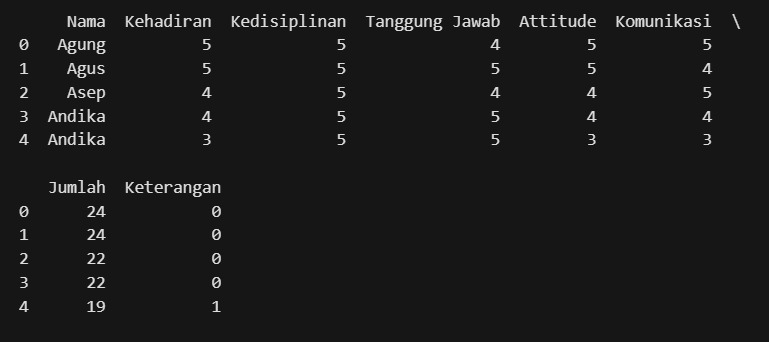 Nama Kehadiran Kedisiplinan Tanggung Jawab Attitude Komunikasi \
0 Agung 5 5 4 5 5
1 Agus 5 5 5 5 4
2 Asep 4 5 4 4 5
3 Andika 4 5 5 4 4
4 Andika 3 5 5 3 3
Jumlah Keterangan
0 24 0
1 24 0
2 22 0
3 22 0
4 19 1